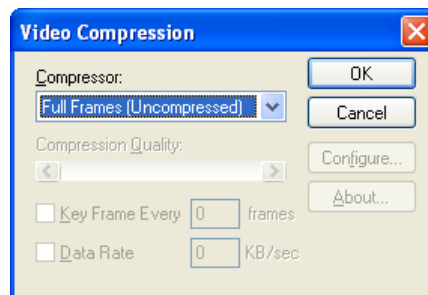 Video Compression
Compressor:
Full Frames (Uncompressed)
OK
Cancel
Compression Quality:
Configure...
About...
Key Frame Every 0 frames
Data Rate 0 KB/sec